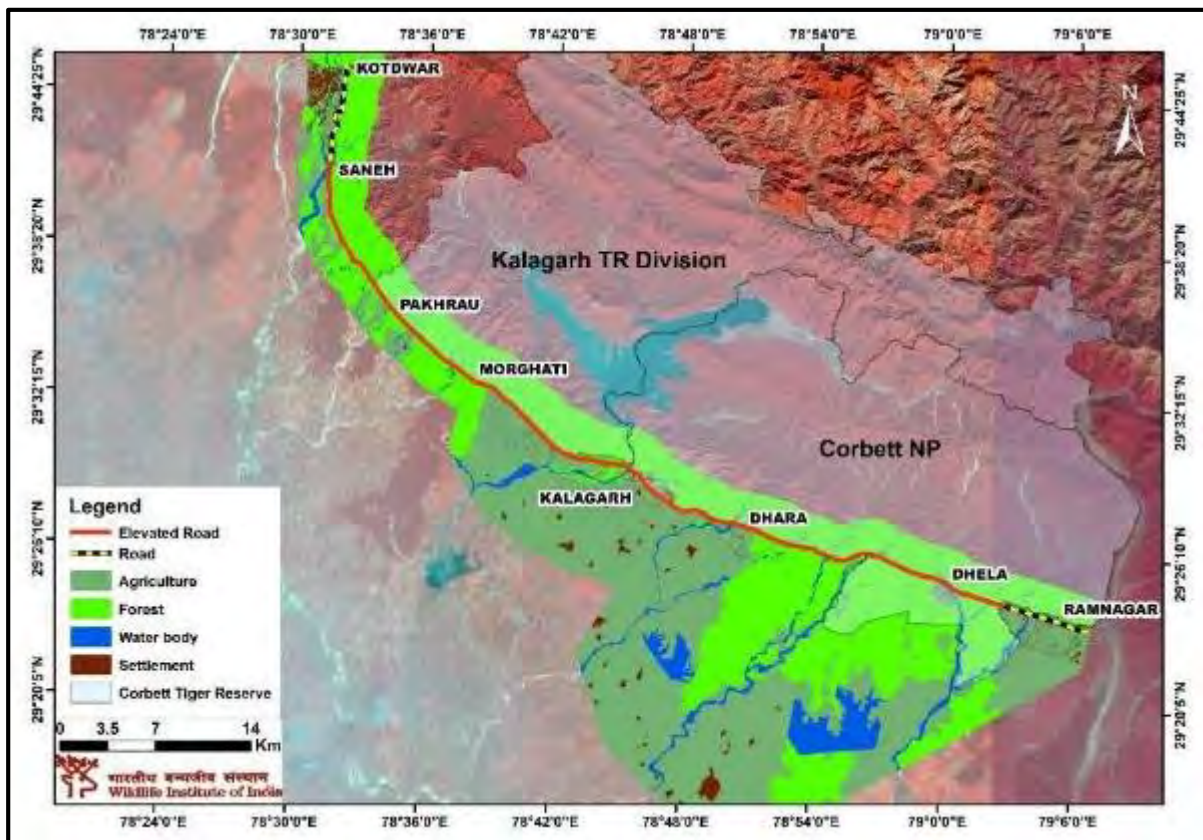 78°24'0"E 78°30'0"E 78°36'0"E 78°42'0"E 78°48'0"E 78°54'0"E 79°0'0"E 79°6'0"E
29°44'25"N
29°38'20"N
29°32'15"N
29°26'10"N
29°20'5"N
KOTDWAR
N
SANEH
Kalagarh TR Division
PAKHRAU
MORGHATI
Corbett NP
KALAGARH
DHARA
DHELA
RAMNAGAR
29°44'25"N
29°38'20"N
29°32'15"N
29°26'10"N
29°20'5"N
Legend
Elevated Road
Road
Agriculture
Forest
Water body
Settlement
Corbett Tiger Reserve
0 3.5 7 14
Km
भारतीय वन्यजीव संस्थान
Wildlife Institute of India
78°24'0"E 78°30'0"E 78°36'0"E 78°42'0"E 78°48'0"E 78°54'0"E 79°0'0"E 79°6'0"E